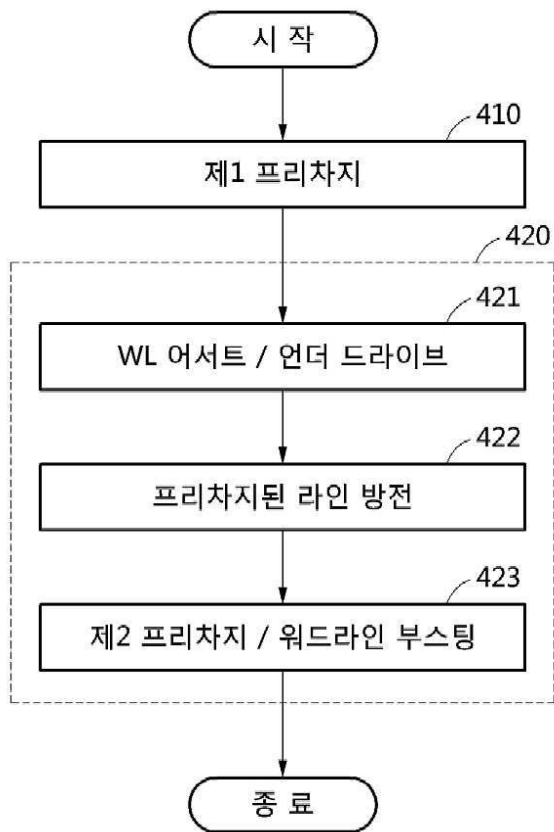 시 작
410
제1 프리차지
420
421
WL 어서트 / 언더 드라이브
422
프리차지된 라인 방전
423
제2 프리차지 / 워드라인 부스팅
종 료